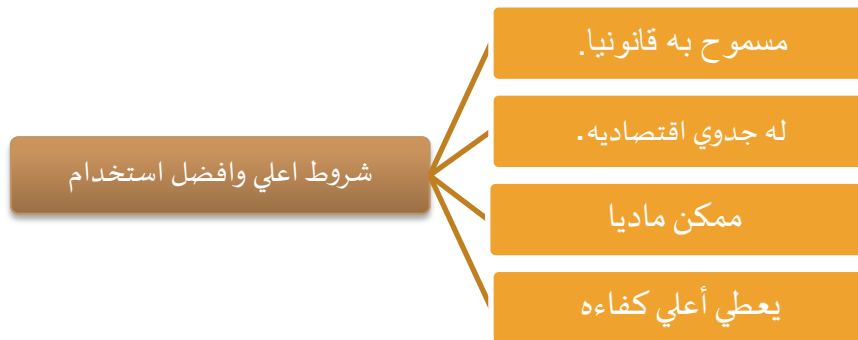 شروط اعلي وافضل استخدام
مسموح به قانونيا.
له جدوي اقتصاديه.
ممكن ماديا
يعطي أعلي كفاءه